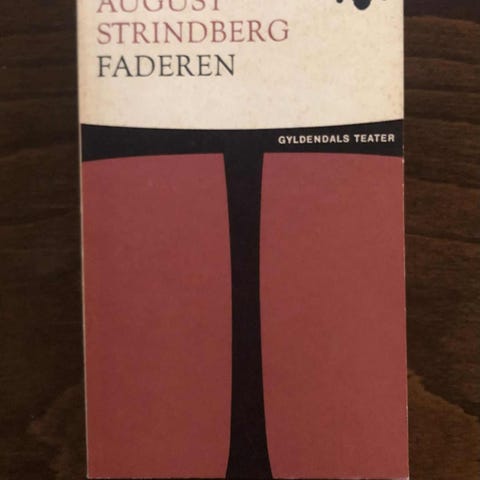 AUGUST
STRINDBERG
FADEREN
GYLDENDALS TEATER